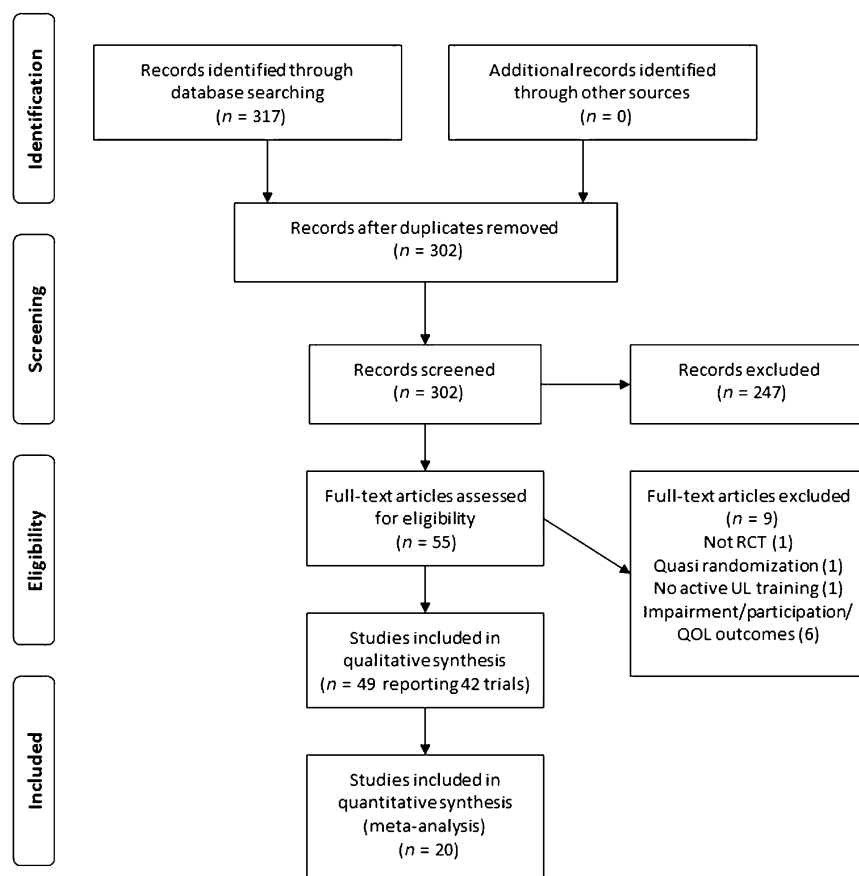 Identification
Records identified through
database searching
(n = 317)
Additional records identified
through other sources
(n = 0)
Records after duplicates removed
(n = 302)
Screening
Records screened
(n = 302)
Records excluded
(n = 247)
Eligibility
Full-text articles assessed
for eligibility
(n = 55)
Full-text articles excluded
(n = 9)
Not RCT (1)
Quasi randomization (1)
No active UL training (1)
Impairment/participation/
QOL outcomes (6)
Studies included in
qualitative synthesis
(n = 49 reporting 42 trials)
Included
Studies included in
quantitative synthesis
(meta-analysis)
(n = 20)